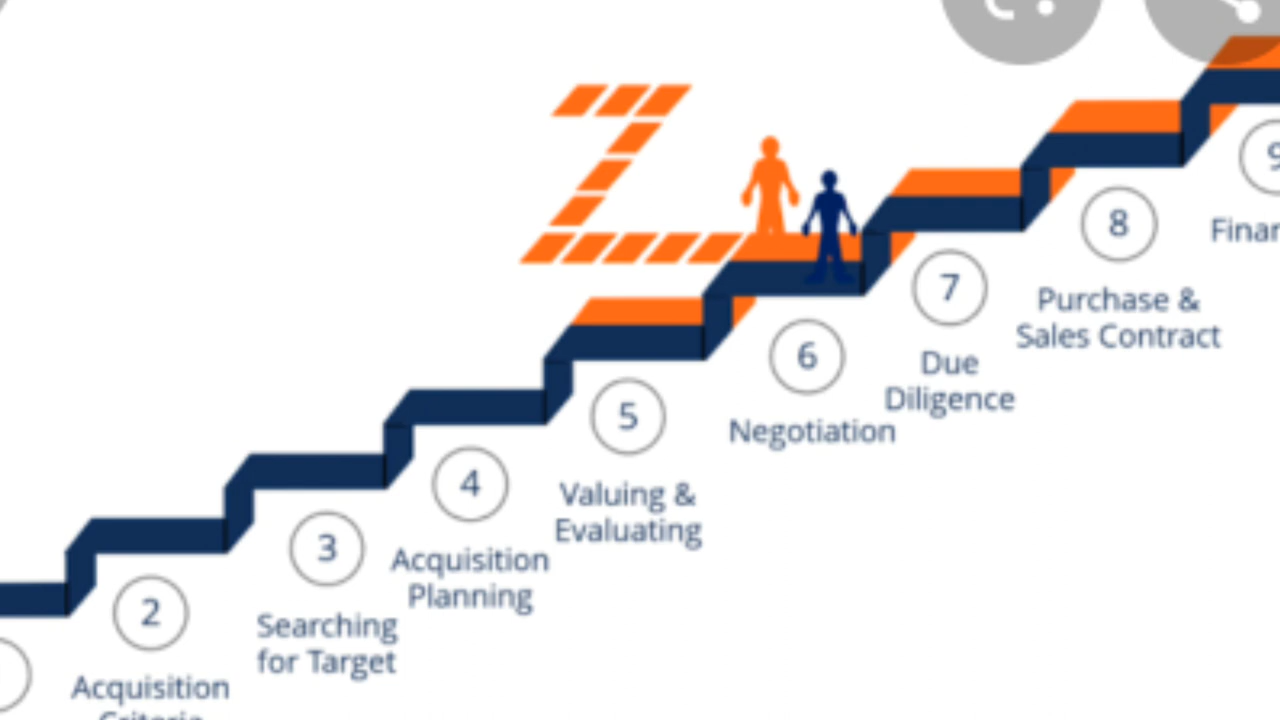 2
Acquisition
3
Searching
for Target
4
Acquisition
Planning
5
Valuing &
Evaluating
6
Negotiation
7
Due
Diligence
8
Purchase &
Sales Contract
9